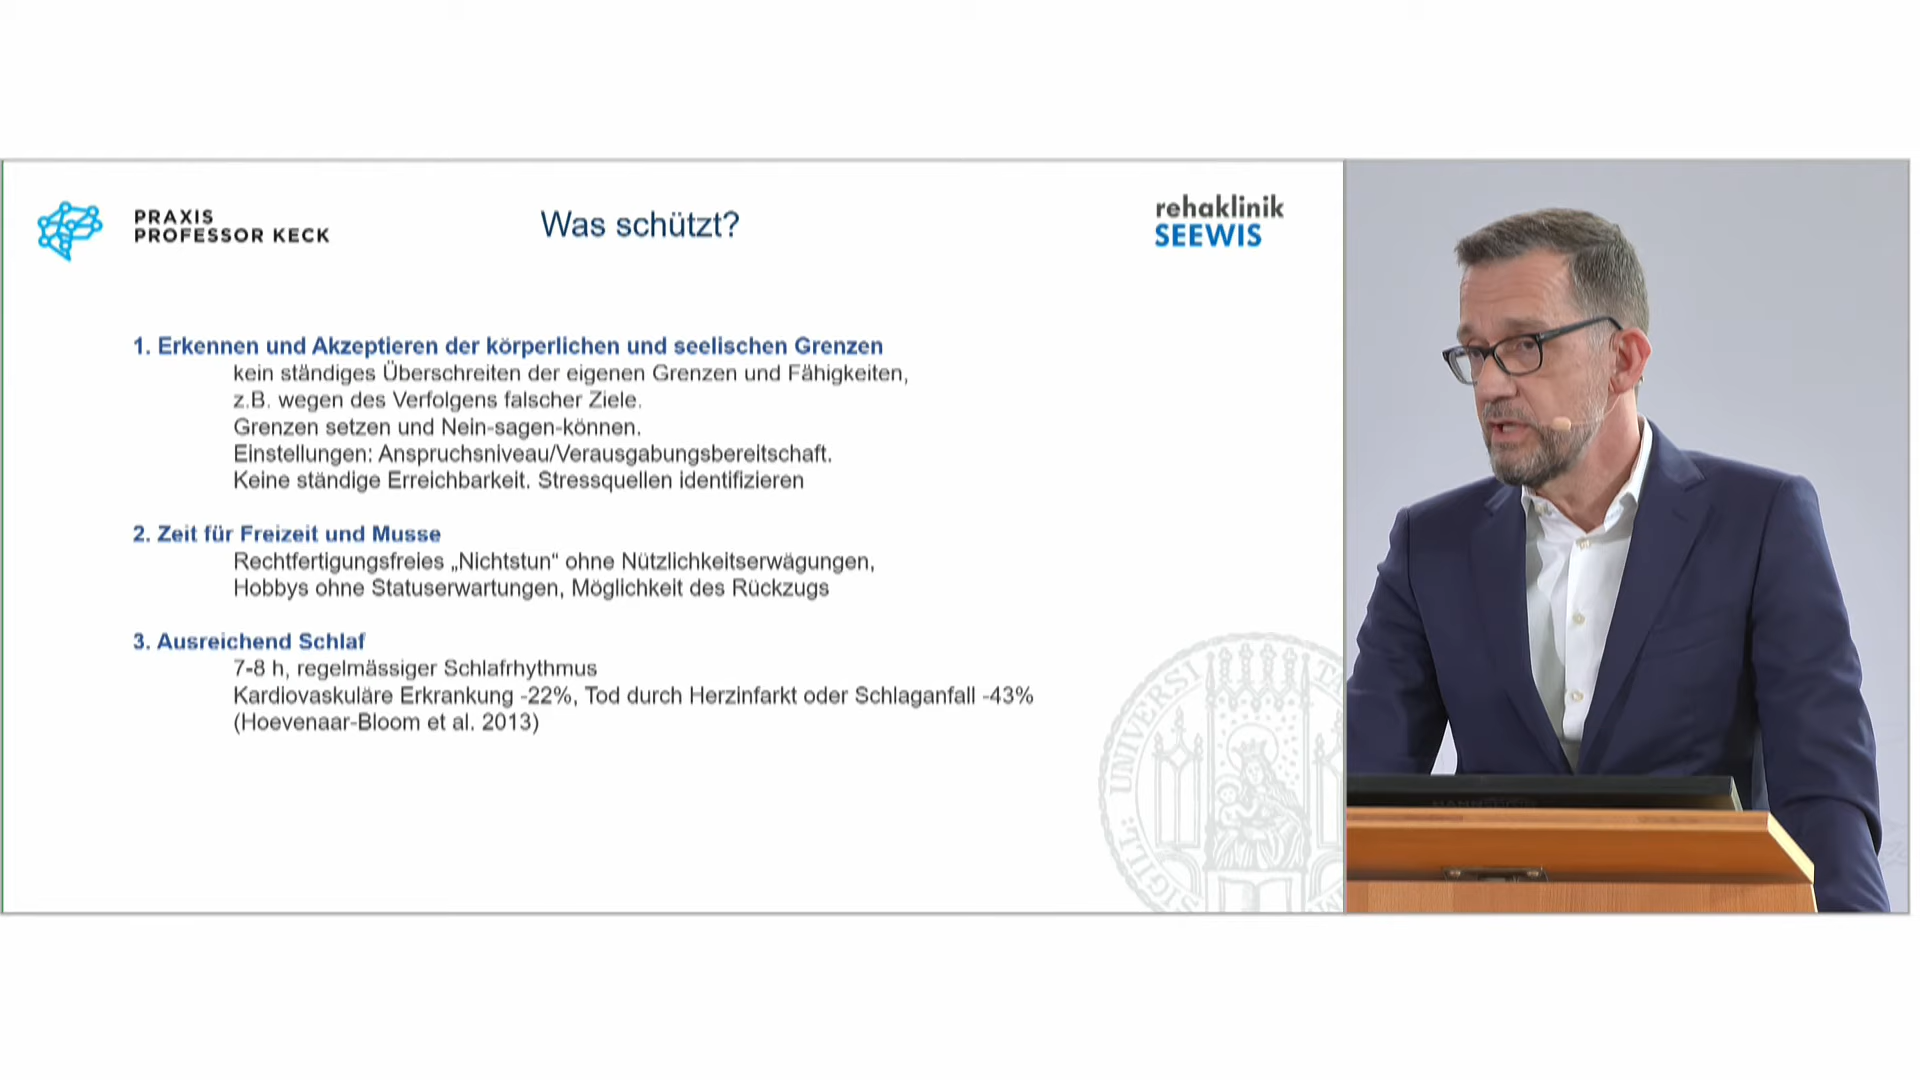 PRAXIS
PROFESSOR KECK
Was schützt?
rehaklinik
SEEWIS
1. Erkennen und Akzeptieren der körperlichen und seelischen Grenzen
kein ständiges Überschreiten der eigenen Grenzen und Fähigkeiten,
z.B. wegen des Verfolgens falscher Ziele.
Grenzen setzen und Nein-sagen-können.
Einstellungen: Anspruchsniveau/Verausgabungsbereitschaft.
Keine ständige Erreichbarkeit. Stressquellen identifizieren
2. Zeit für Freizeit und Musse
Rechtfertigungsfreies „Nichtstun“ ohne Nützlichkeitserwägungen,
Hobbys ohne Statuserwartungen, Möglichkeit des Rückzugs
3. Ausreichend Schlaf
7-8 h, regelmässiger Schlafrhythmus
Kardiovaskuläre Erkrankung -22%, Tod durch Herzinfarkt oder Schlaganfall -43%
(Hoevenaar-Bloom et al. 2013)